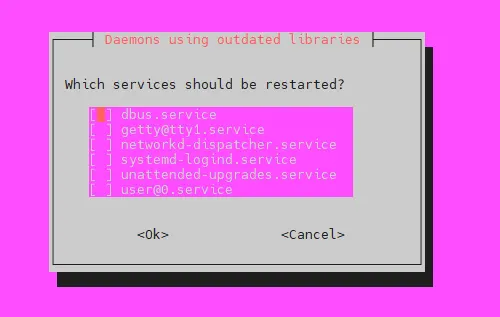 Daemons using outdated libraries
Which services should be restarted?
[ ] dbus.service
[ ] getty@tty1.service
[ ] networkd-dispatcher.service
[ ] systemd-logind.service
[ ] unattended-upgrades.service
[ ] user@0.service
<Ok> <Cancel>